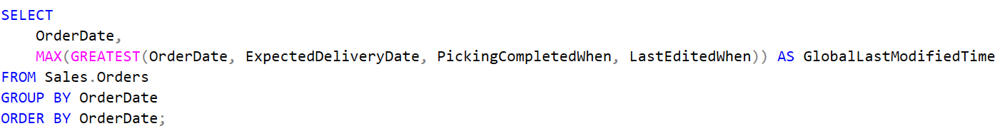 SELECT
    OrderDate,
    MAX(GREATEST(OrderDate, ExpectedDeliveryDate, PickingCompletedWhen, LastEditedWhen)) AS GlobalLastModifiedTime
FROM Sales.Orders
GROUP BY OrderDate
ORDER BY OrderDate;